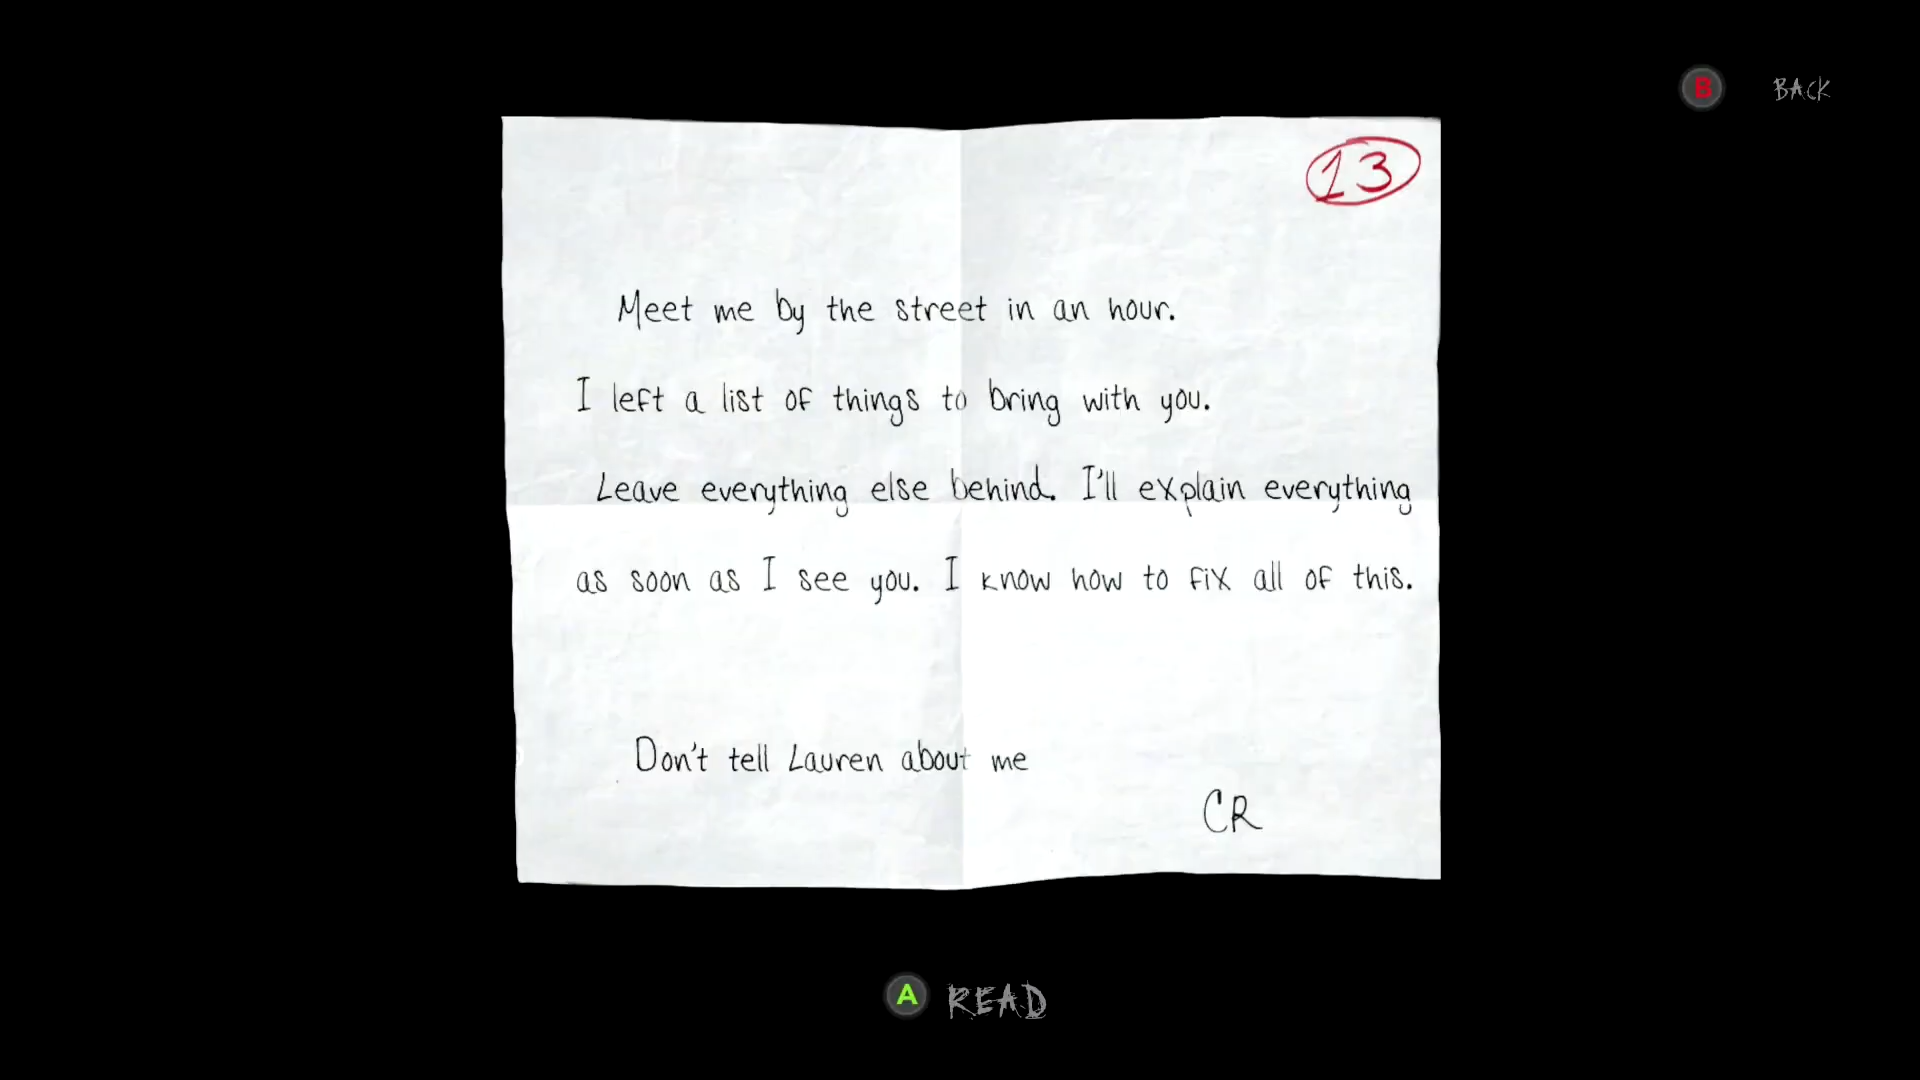 B BACK
13
Meet me by the street in an hour.
I left a list of things to bring with you.
Leave everything else behind. I'll explain everything
as soon as I see you. I know how to fix all of this.
Don't tell Lauren about me
CR
A READ